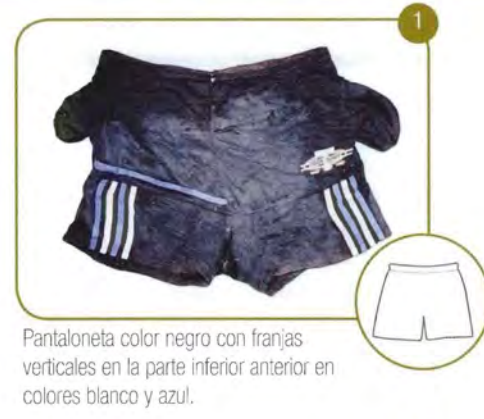 1
Pantaloneta color negro con franjas
verticales en la parte inferior anterior en
colores blanco y azul.